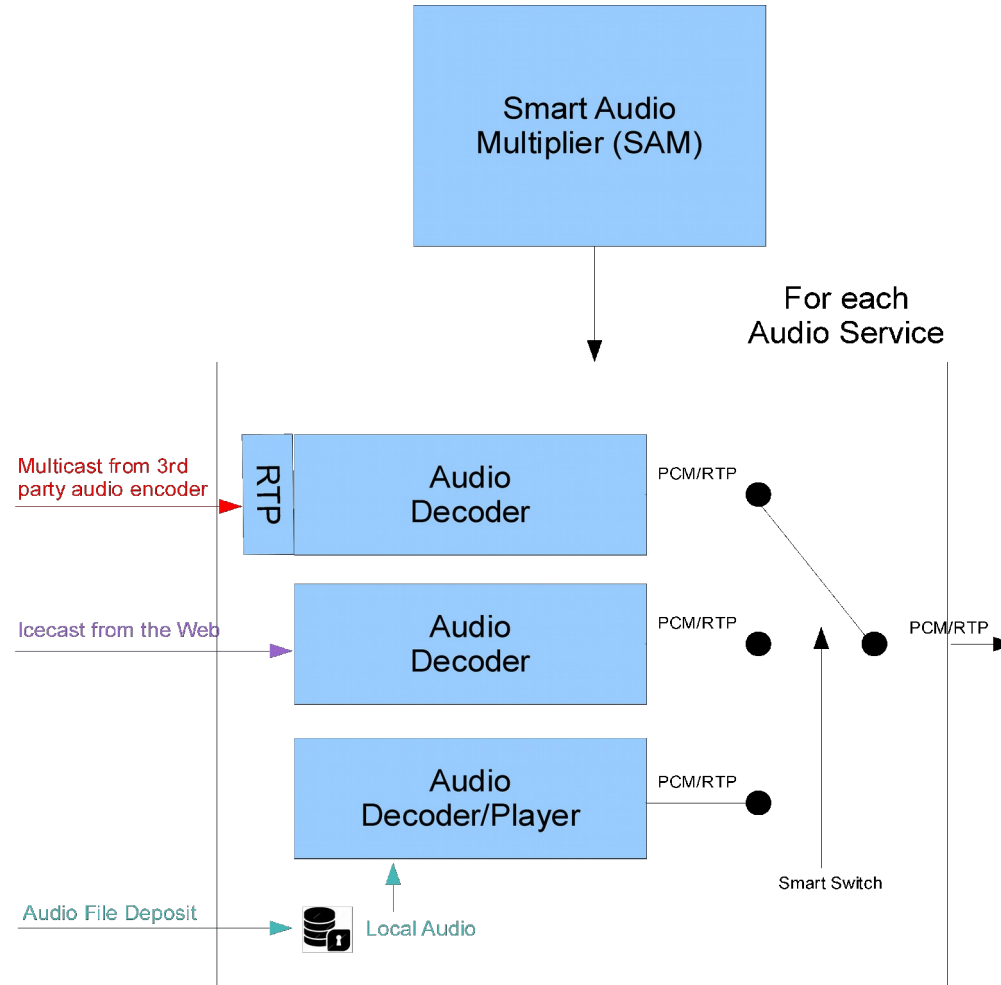 Smart Audio
Multiplier (SAM)
For each
Audio Service
Multicast from 3rd
party audio encoder
RTP
Audio
Decoder
PCM/RTP
Icecast from the Web
Audio
Decoder
PCM/RTP
PCM/RTP
Audio
Decoder/Player
PCM/RTP
Smart Switch
Audio File Deposit
Local Audio